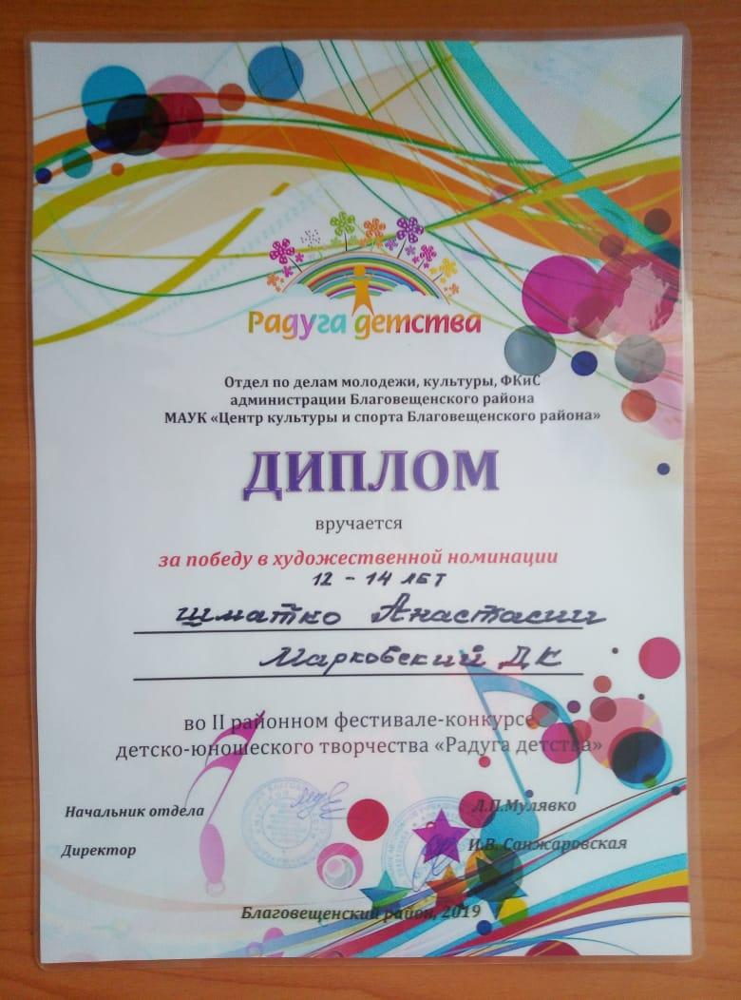 Радуга детства
Отдел по делам молодежи, культуры, ФКиС
администрации Благовещенского района
МАУК «Центр культуры и спорта Благовещенского района»
ДИПЛОМ
вручается
за победу в художественной номинации
12 - 14 лет
Шматко Анастасии
Марковский ДК
во II районном фестивале-конкурсе
детско-юношеского творчества «Радуга детства»
Начальник отдела Л.П.Мулявко
Директор И.В. Санжаровская
Благовещенский район, 2019